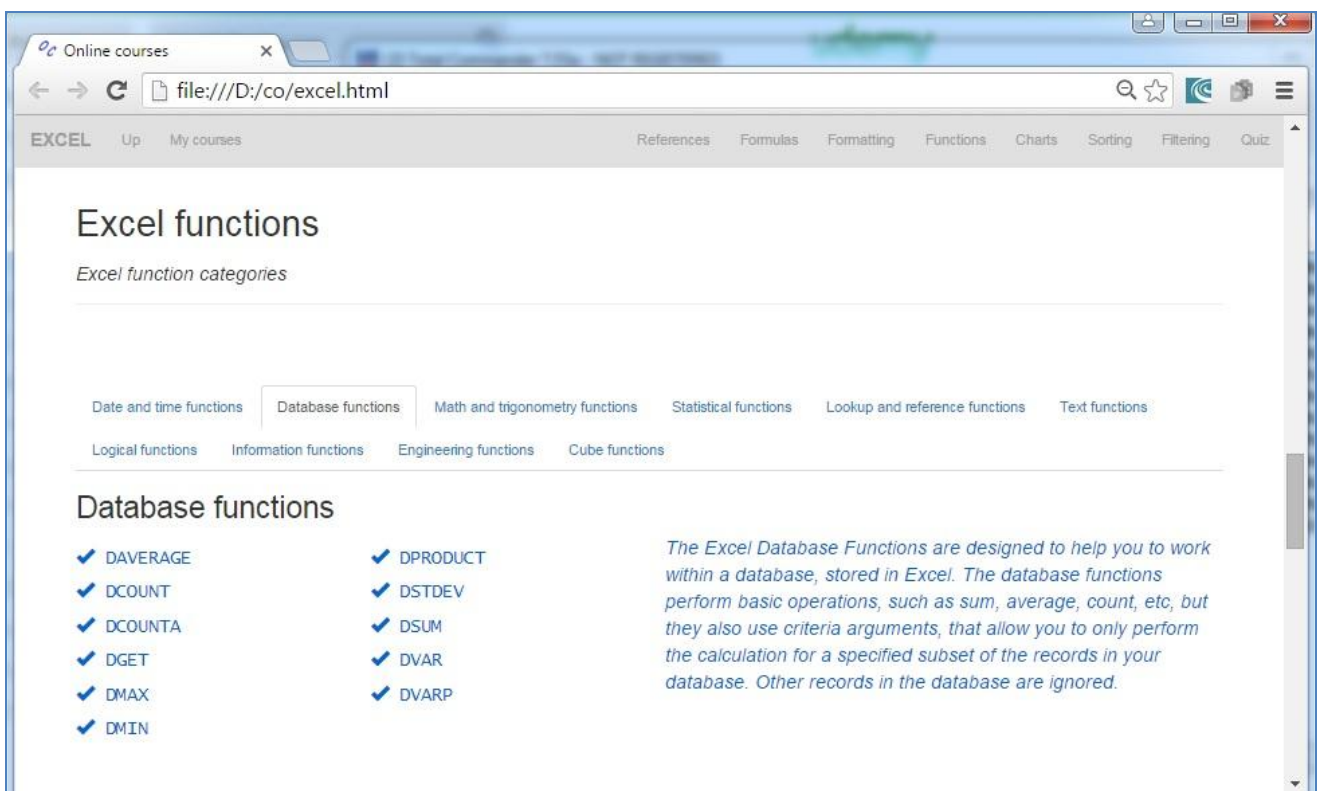 Online courses
file:///D:/co/excel.html
EXCEL Up My courses References Formulas Formatting Functions Charts Sorting Filtering Quiz
Excel functions
Excel function categories
Date and time functions Database functions Math and trigonometry functions Statistical functions Lookup and reference functions Text functions
Logical functions Information functions Engineering functions Cube functions
Database functions
DAVERAGE
DCOUNT
DCOUNTA
DGET
DMAX
DMIN
DPRODUCT
DSTDEV
DSUM
DVAR
DVARP
The Excel Database Functions are designed to help you to work
within a database, stored in Excel. The database functions
perform basic operations, such as sum, average, count, etc, but
they also use criteria arguments, that allow you to only perform
the calculation for a specified subset of the records in your
database. Other records in the database are ignored.